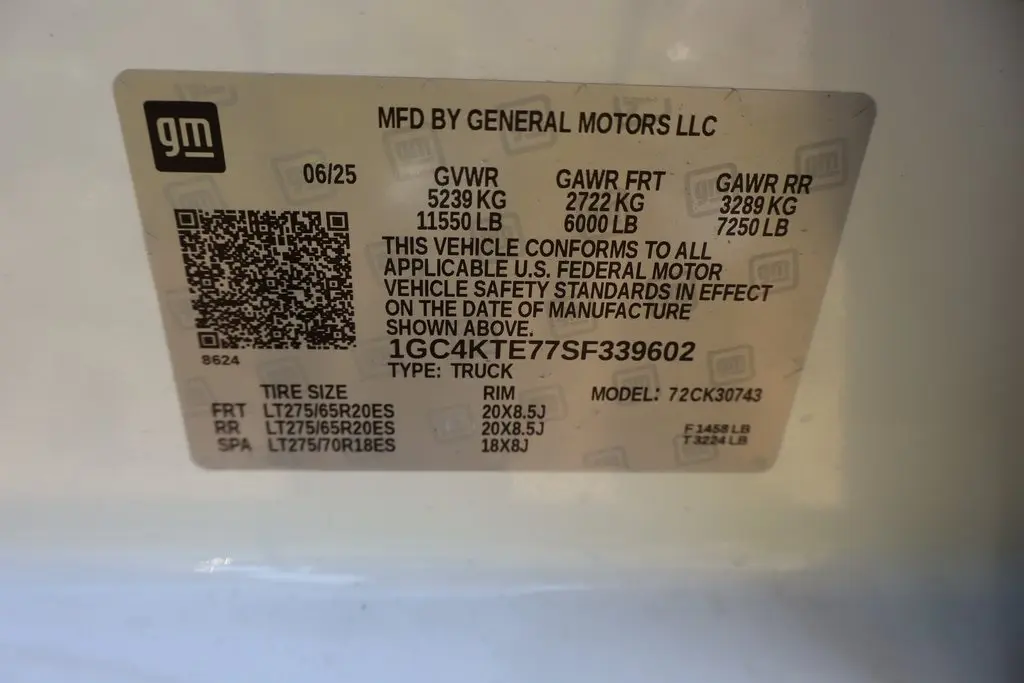 gm
MFD BY GENERAL MOTORS LLC
06/25 GVWR GAWR FRT GAWR RR
5239 KG 2722 KG 3289 KG
11550 LB 6000 LB 7250 LB
THIS VEHICLE CONFORMS TO ALL
APPLICABLE U.S. FEDERAL MOTOR
VEHICLE SAFETY STANDARDS IN EFFECT
ON THE DATE OF MANUFACTURE
SHOWN ABOVE.
8624
1GC4KTE77SF339602
TYPE: TRUCK
TIRE SIZE RIM MODEL: 72CK30743
FRT LT275/65R20ES 20X8.5J
RR LT275/65R20ES 20X8.5J F 1458 LB
SPA LT275/70R18ES 18X8J T 3224 LB